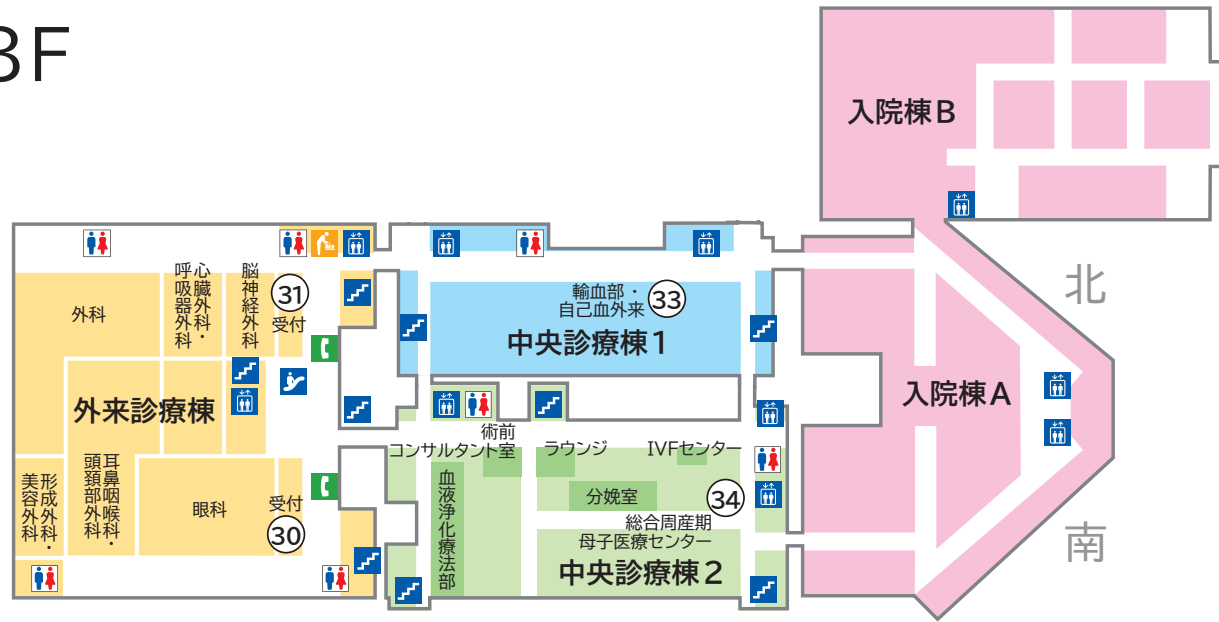 3F
入院棟B
北
外科
心臓外科・
呼吸器外科
脳神経外科
31
受付
輸血部・
自己血外来
33
中央診療棟1
外来診療棟
入院棟A
術前
コンサルタント室
ラウンジ
IVFセンター
形成外科・
美容外科
耳鼻咽喉科・
頭頸部外科
眼科
受付
30
血液浄化療法部
分娩室
34
総合周産期
母子医療センター
中央診療棟2
南